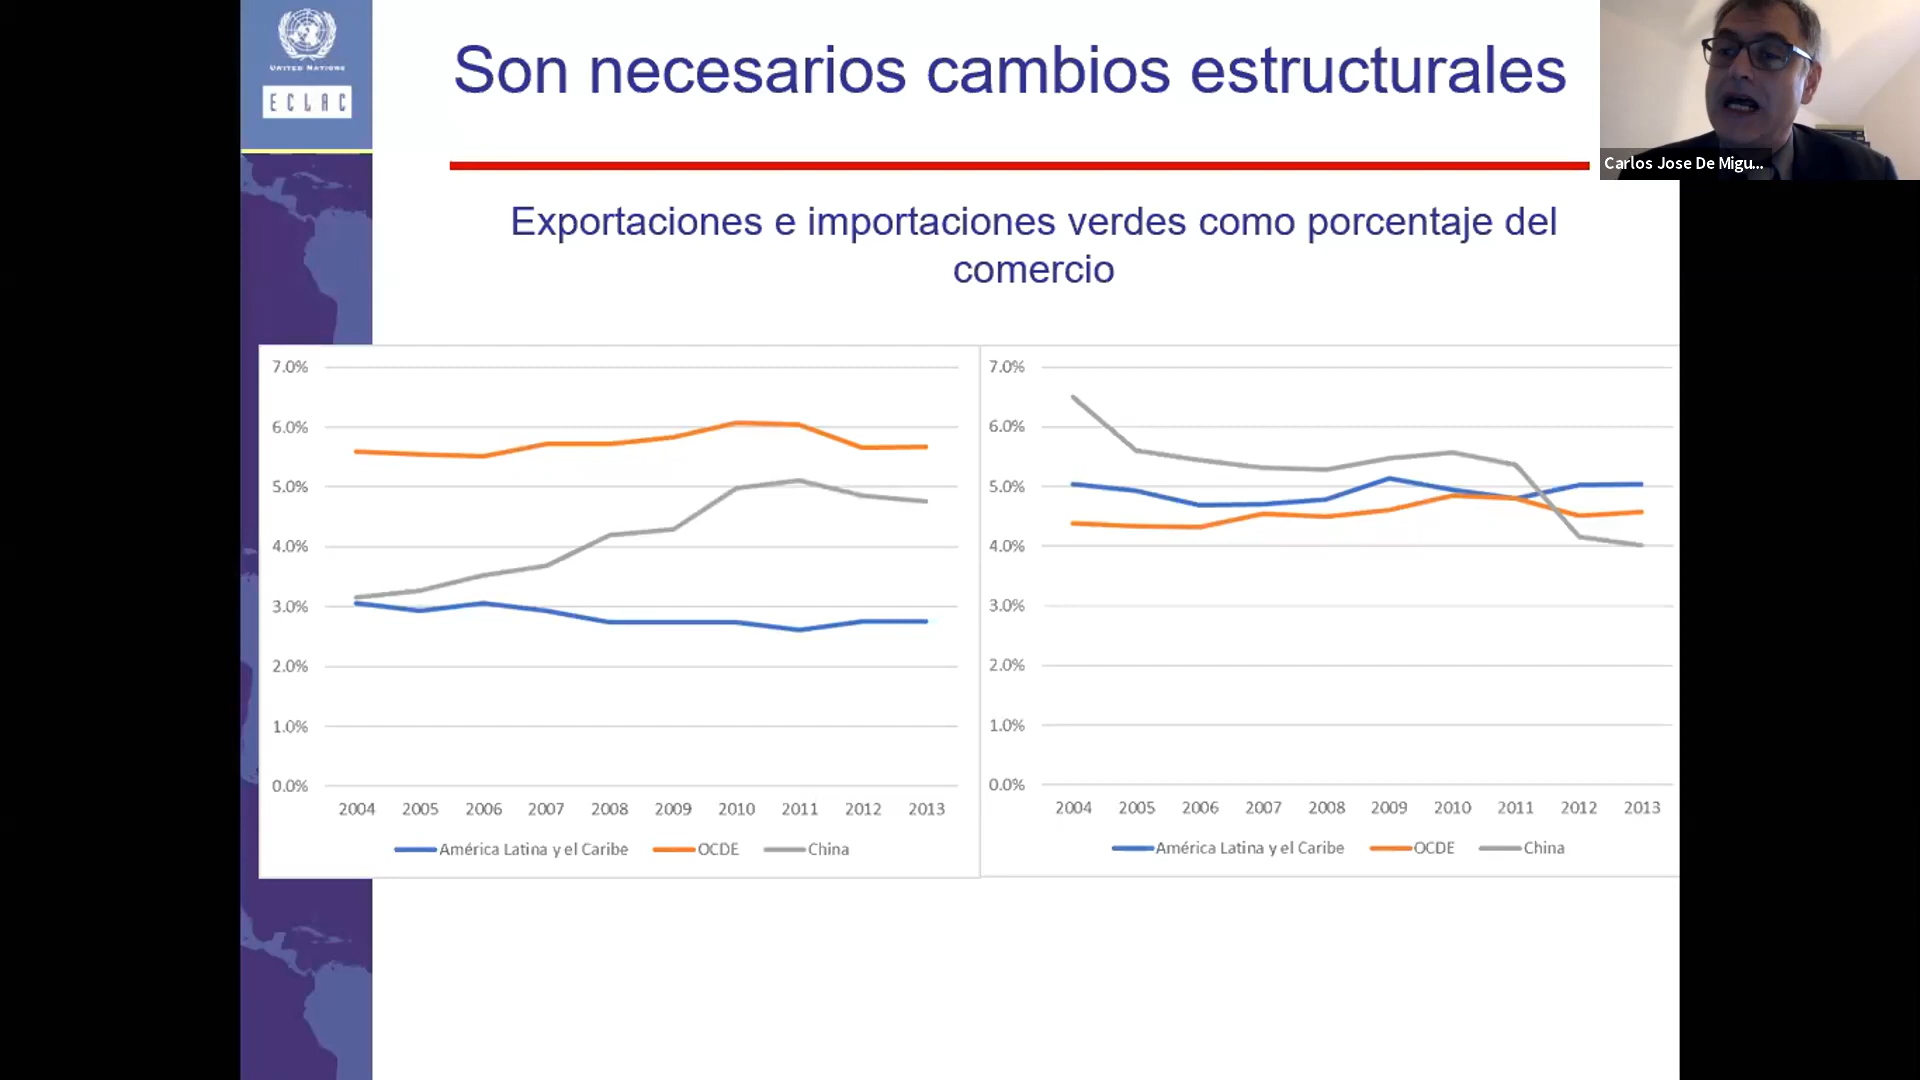 UNITED NATIONS
ECLAC
Son necesarios cambios estructurales
Carlos Jose De Migu...
Exportaciones e importaciones verdes como porcentaje del
comercio
7.0%
6.0%
5.0%
4.0%
3.0%
2.0%
1.0%
0.0%
2004 2005 2006 2007 2008 2009 2010 2011 2012 2013
América Latina y el Caribe OCDE China
7.0%
6.0%
5.0%
4.0%
3.0%
2.0%
1.0%
0.0%
2004 2005 2006 2007 2008 2009 2010 2011 2012 2013
América Latina y el Caribe OCDE China